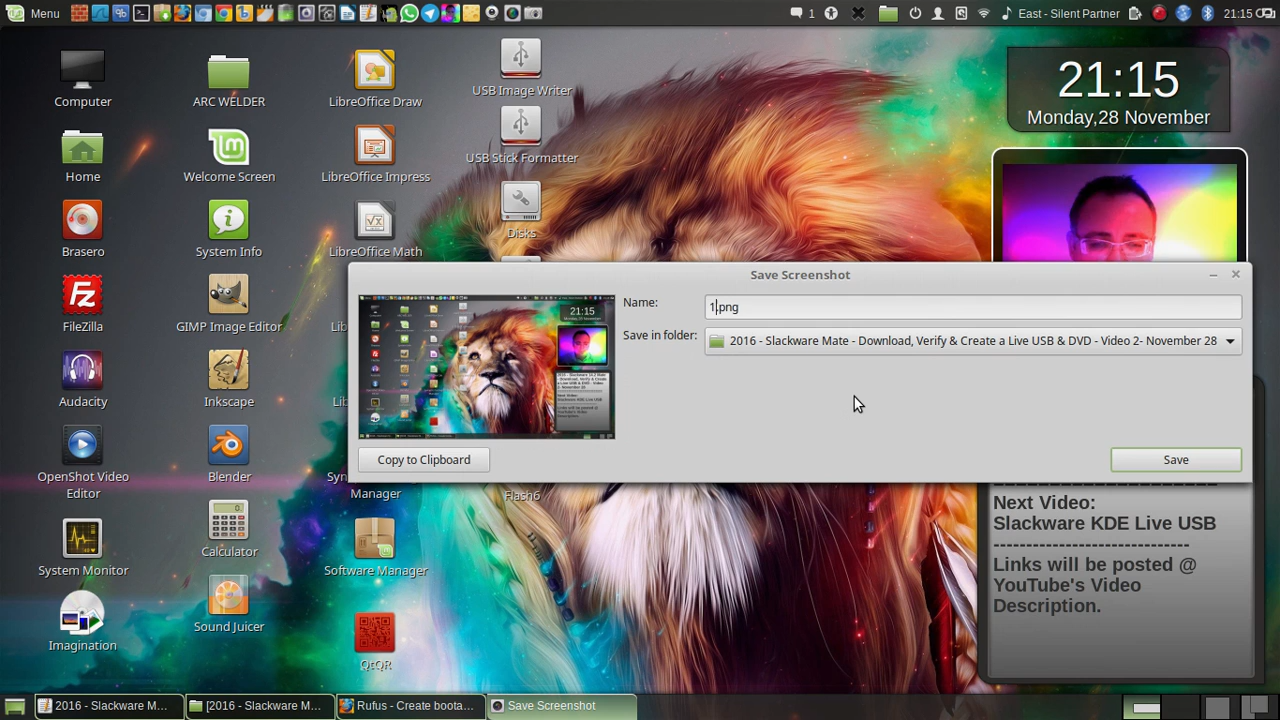 Menu
1
East - Silent Partner
21:15
Computer
ARC WELDER
LibreOffice Draw
USB Image Writer
21:15
Monday,28 November
Home
Welcome Screen
LibreOffice Impress
USB Stick Formatter
Brasero
System Info
LibreOffice Math
Disks
FileZilla
GIMP Image Editor
Audacity
Inkscape
OpenShot Video
Editor
Blender
Manager
Flash6
System Monitor
Calculator
Software Manager
Imagination
Sound Juicer
QtQR
Save Screenshot
Name:
1.png
Save in folder:
2016 - Slackware Mate - Download, Verify & Create a Live USB & DVD - Video 2- November 28
Copy to Clipboard
Save
Next Video:
Slackware KDE Live USB
------------------------------
Links will be posted @
YouTube's Video
Description.
2016 - Slackware M...
[2016 - Slackware M...
Rufus - Create boota...
Save Screenshot